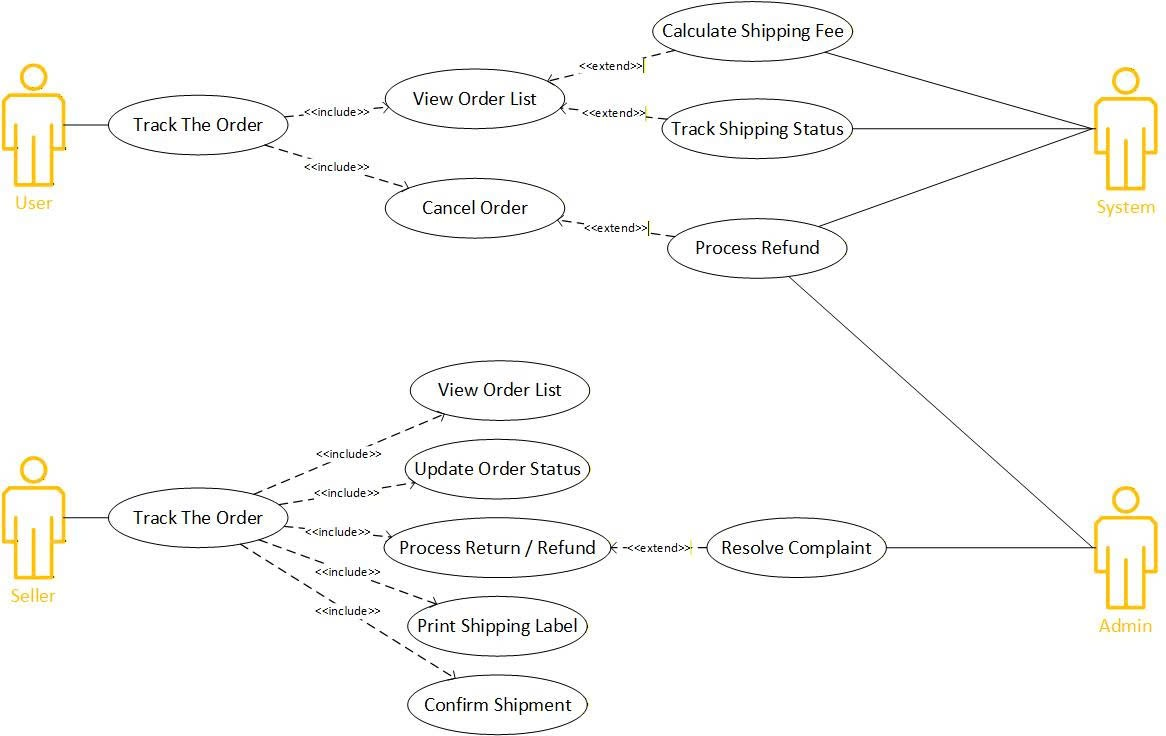 Calculate Shipping Fee
<<extend>>
View Order List
<<include>>
<<extend>>
Track The Order
Track Shipping Status
<<include>>
User
Cancel Order
System
<<extend>>
Process Refund
View Order List
<<include>>
Update Order Status
<<include>>
Track The Order
<<include>>
Process Return / Refund
<<extend>>
Resolve Complaint
<<include>>
Seller
<<include>>
Print Shipping Label
Admin
Confirm Shipment